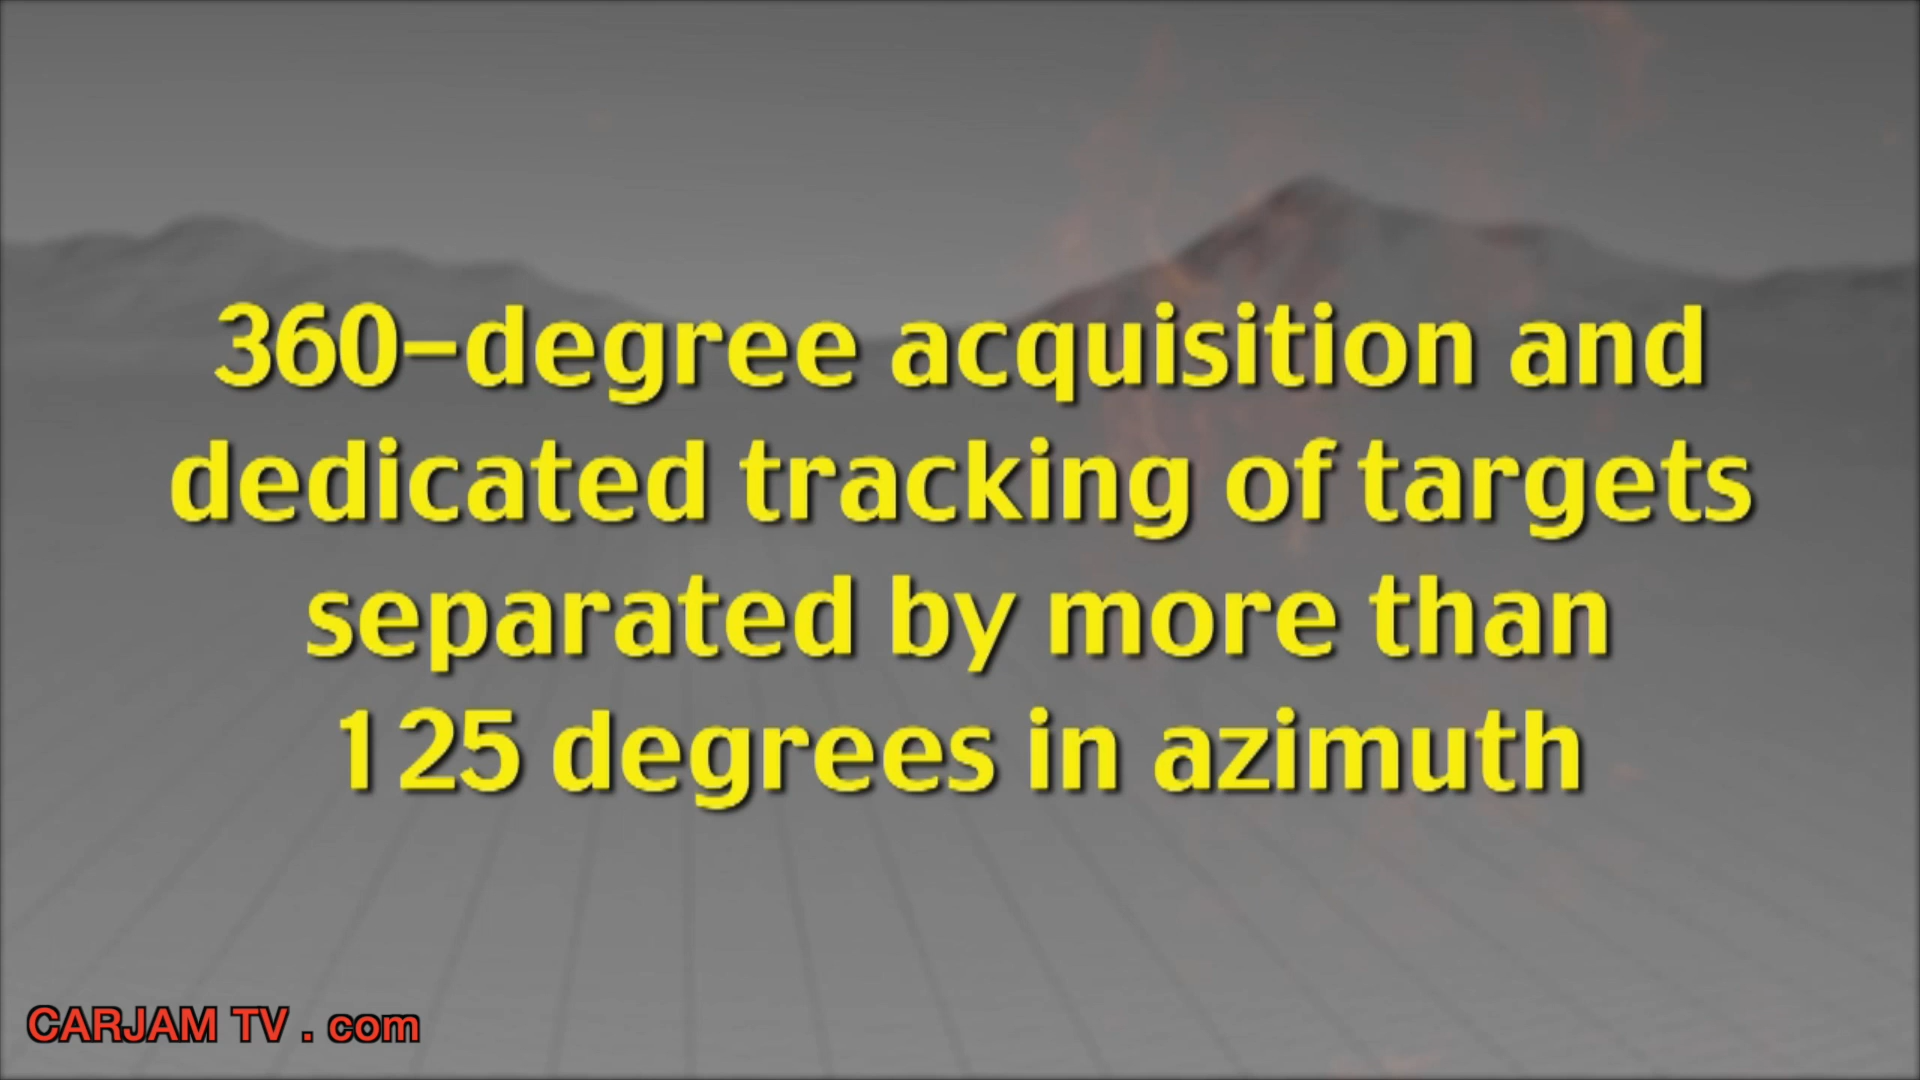 360-degree acquisition and
dedicated tracking of targets
separated by more than
125 degrees in azimuth
CARJAM TV . com